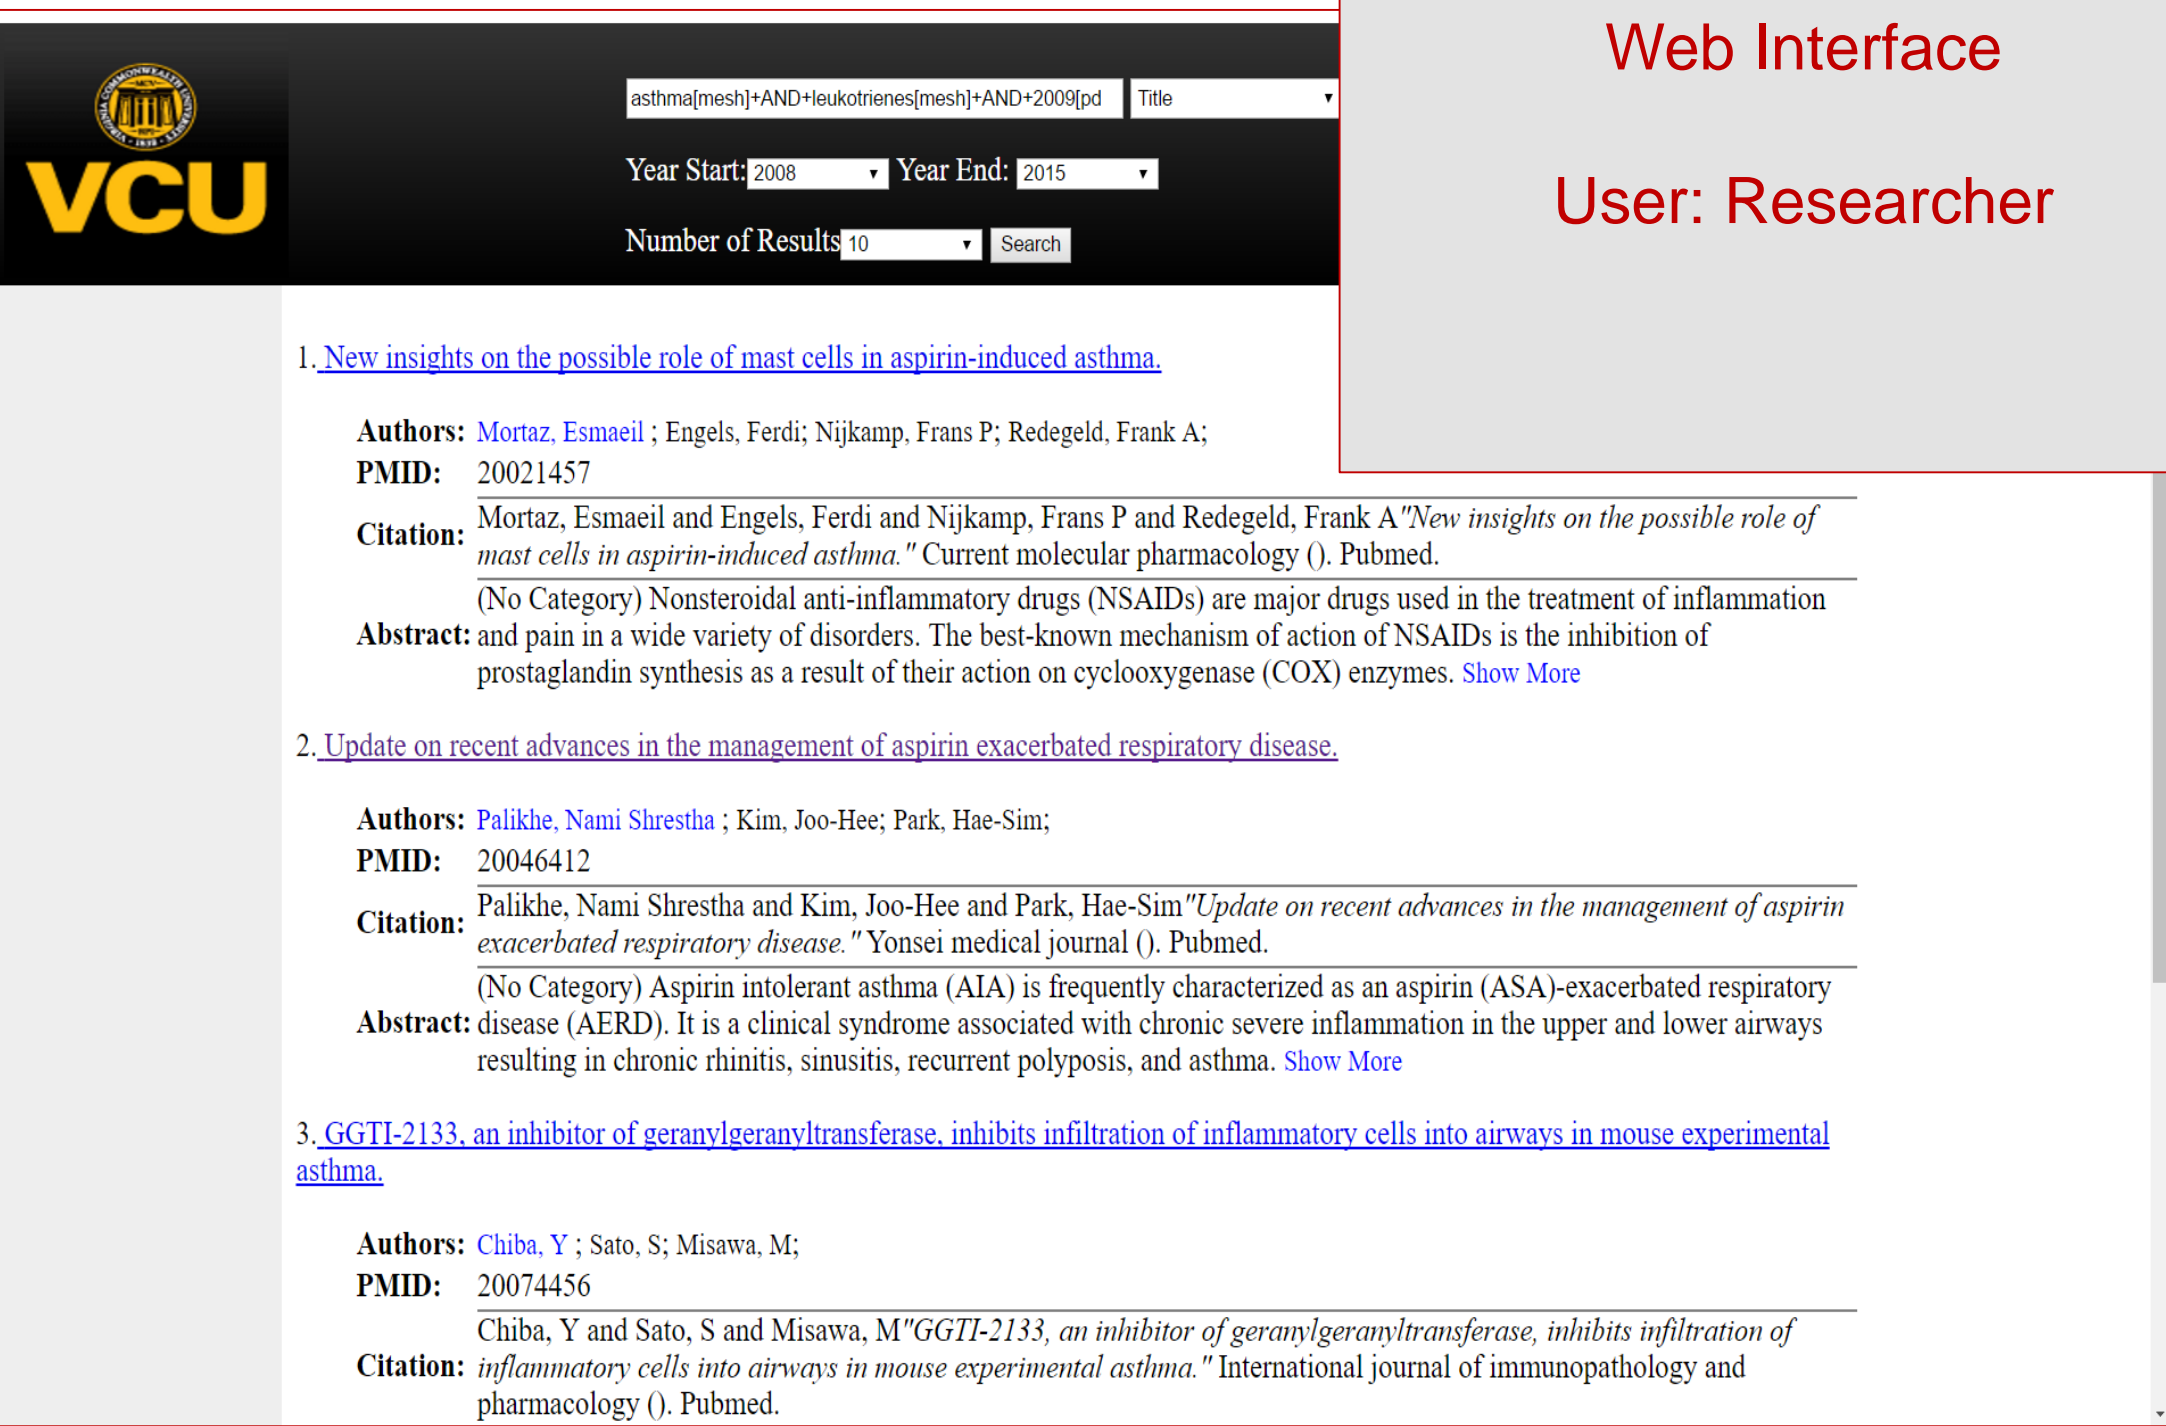 Web Interface
User: Researcher
VCU
asthma[mesh]+AND+leukotrienes[mesh]+AND+2009[pd Title
Year Start: 2008 Year End: 2015
Number of Results 10 Search
1. New insights on the possible role of mast cells in aspirin-induced asthma.
Authors: Mortaz, Esmaeil ; Engels, Ferdi; Nijkamp, Frans P; Redegeld, Frank A;
PMID: 20021457
Citation: Mortaz, Esmaeil and Engels, Ferdi and Nijkamp, Frans P and Redegeld, Frank A"New insights on the possible role of
mast cells in aspirin-induced asthma." Current molecular pharmacology (). Pubmed.
(No Category) Nonsteroidal anti-inflammatory drugs (NSAIDs) are major drugs used in the treatment of inflammation
Abstract: and pain in a wide variety of disorders. The best-known mechanism of action of NSAIDs is the inhibition of
prostaglandin synthesis as a result of their action on cyclooxygenase (COX) enzymes. Show More
2. Update on recent advances in the management of aspirin exacerbated respiratory disease.
Authors: Palikhe, Nami Shrestha ; Kim, Joo-Hee; Park, Hae-Sim;
PMID: 20046412
Citation: Palikhe, Nami Shrestha and Kim, Joo-Hee and Park, Hae-Sim"Update on recent advances in the management of aspirin
exacerbated respiratory disease." Yonsei medical journal (). Pubmed.
(No Category) Aspirin intolerant asthma (AIA) is frequently characterized as an aspirin (ASA)-exacerbated respiratory
Abstract: disease (AERD). It is a clinical syndrome associated with chronic severe inflammation in the upper and lower airways
resulting in chronic rhinitis, sinusitis, recurrent polyposis, and asthma. Show More
3. GGTI-2133, an inhibitor of geranylgeranyltransferase, inhibits infiltration of inflammatory cells into airways in mouse experimental
asthma.
Authors: Chiba, Y ; Sato, S; Misawa, M;
PMID: 20074456
Chiba, Y and Sato, S and Misawa, M"GGTI-2133, an inhibitor of geranylgeranyltransferase, inhibits infiltration of
Citation: inflammatory cells into airways in mouse experimental asthma." International journal of immunopathology and
pharmacology (). Pubmed.